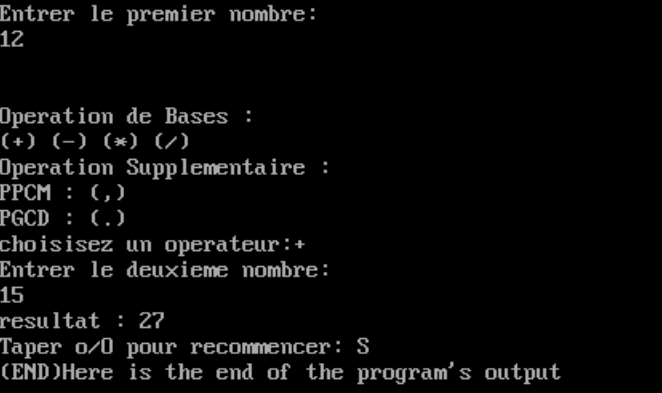 Entrer le premier nombre:
12
Operation de Bases :
(+) (-) (*) (/)
Operation Supplementaire :
PPCM : (,)
PGCD : (.)
choisisez un operateur:+
Entrer le deuxieme nombre:
15
resultat : 27
Taper o/O pour recommencer: S
(END)Here is the end of the program's output